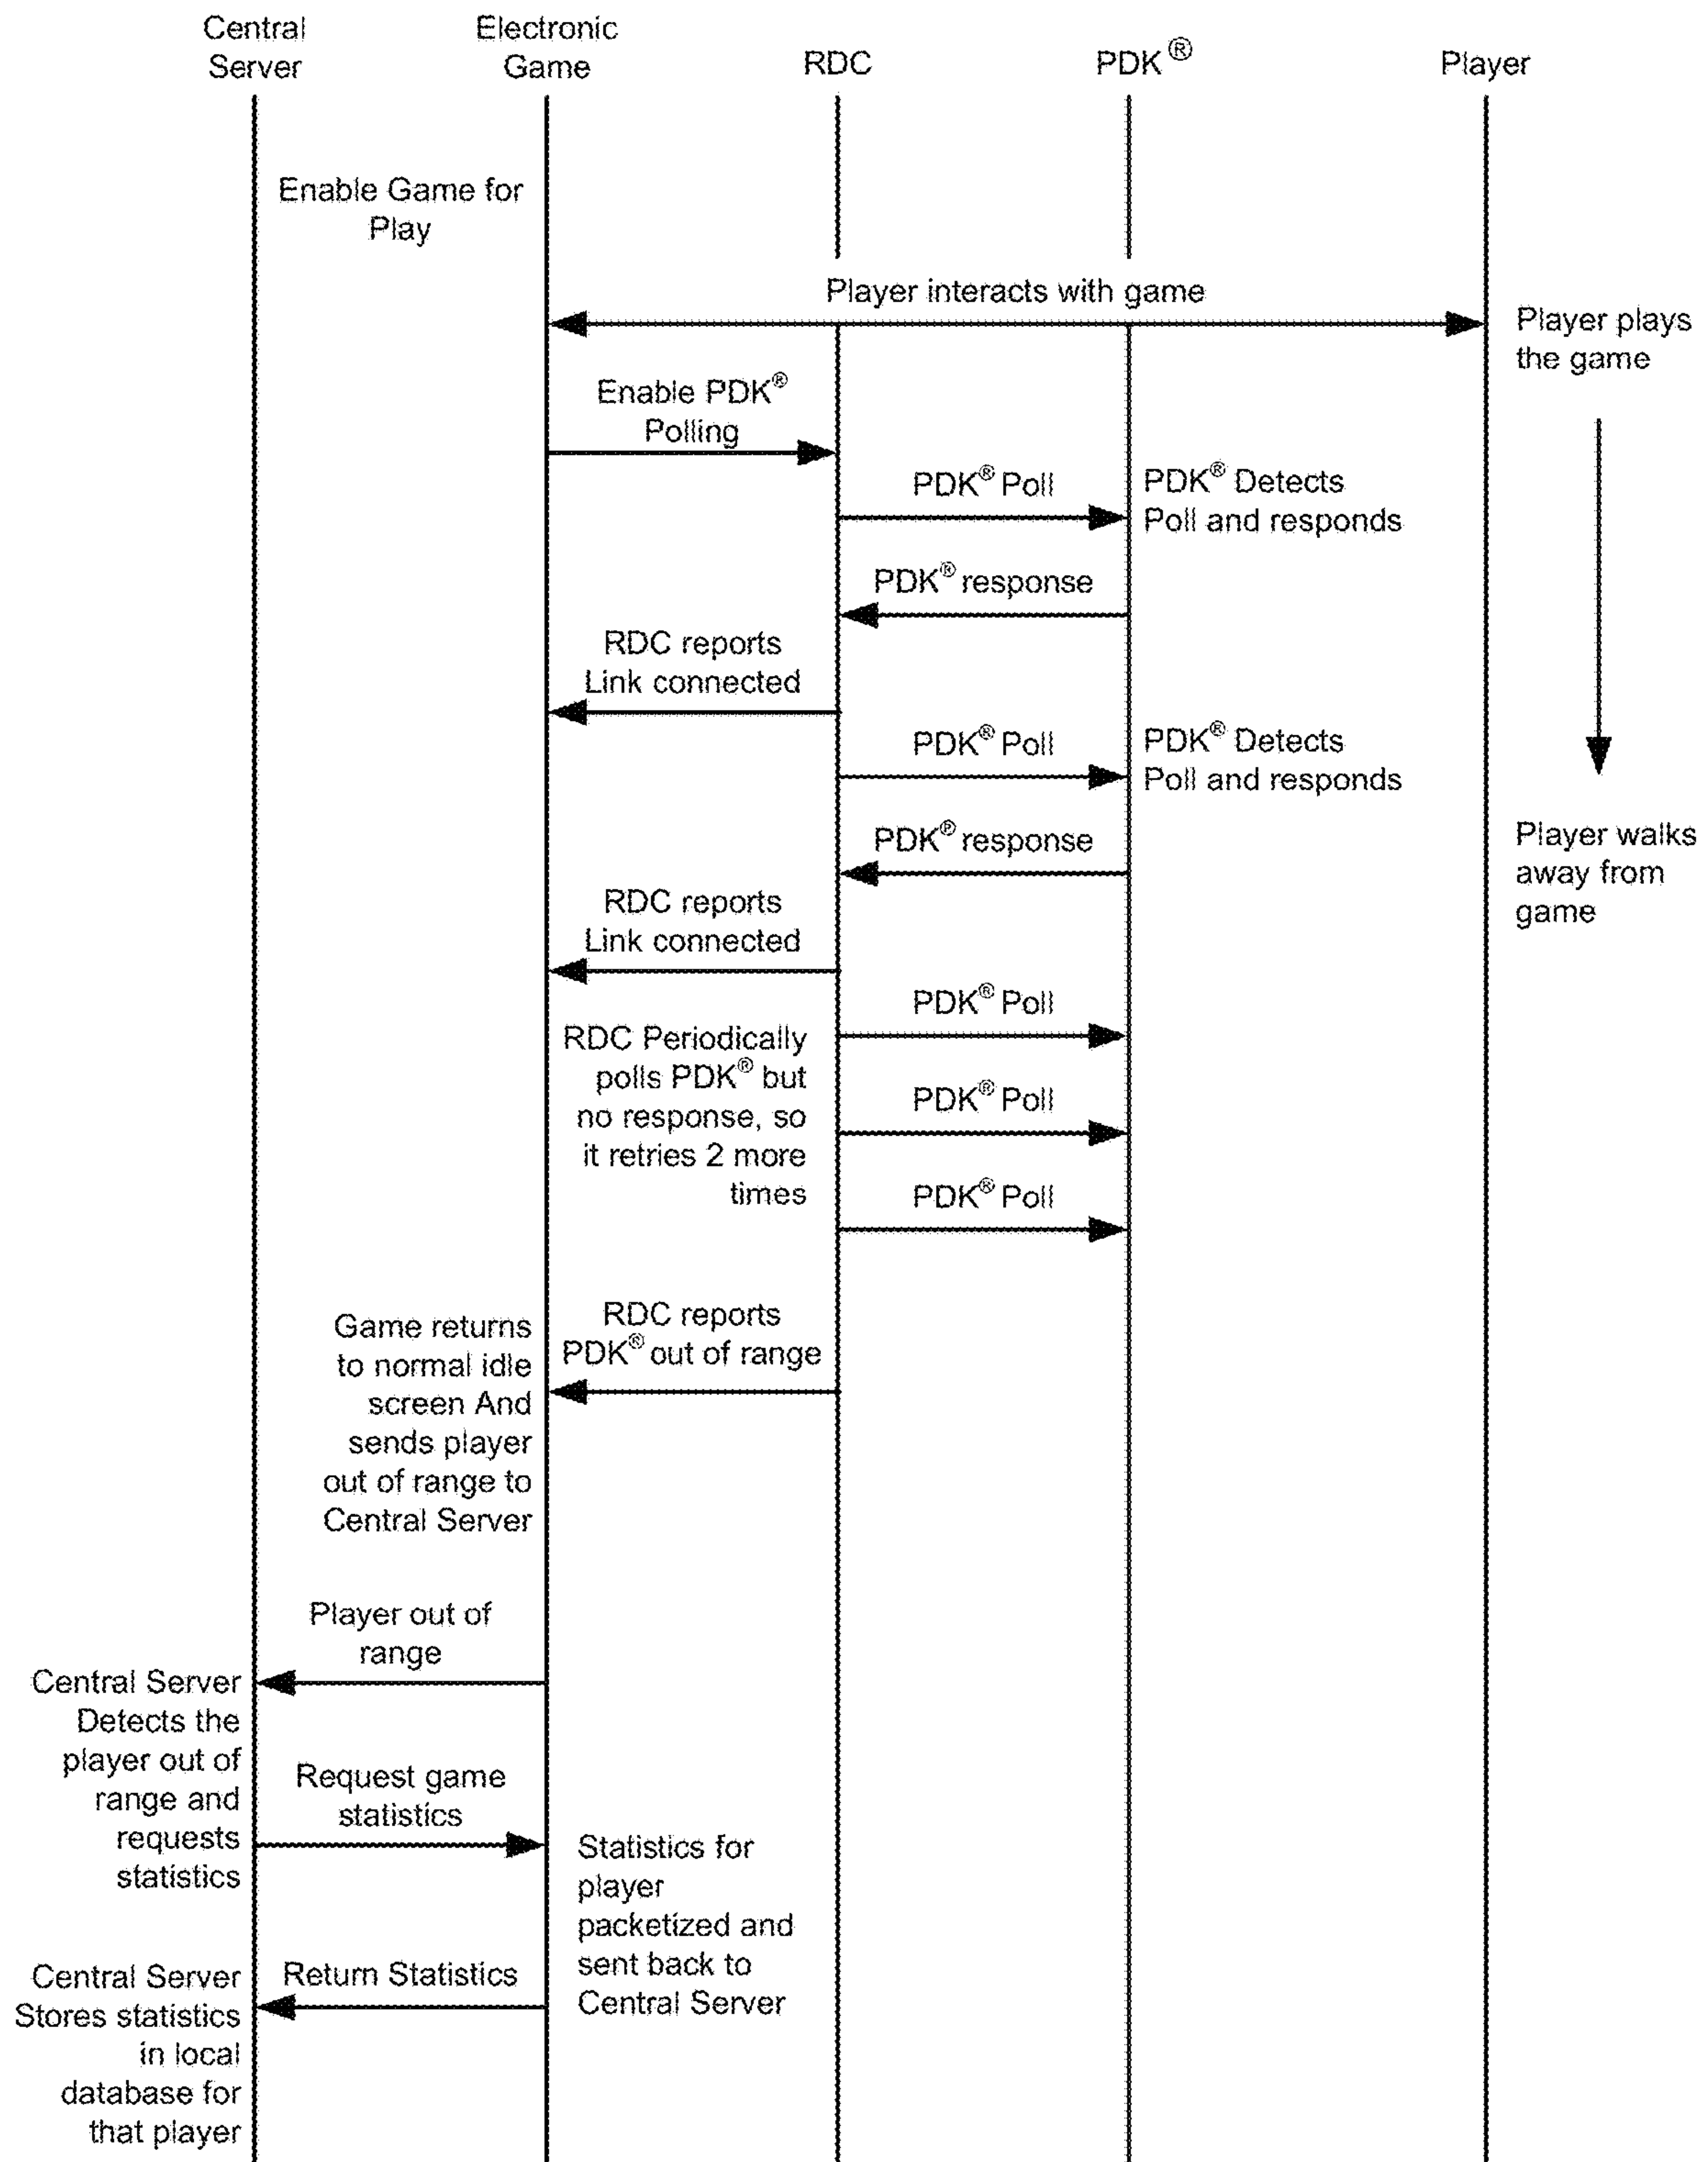 Central
Server
Electronic
Game
RDC
PDK®
Player
Enable Game for
Play
Player interacts with game
Player plays
the game
Enable PDK®
Polling
PDK® Poll
PDK® Detects
Poll and responds
PDK® response
RDC reports
Link connected
PDK® Poll
PDK® Detects
Poll and responds
PDK® response
Player walks
away from
game
RDC reports
Link connected
PDK® Poll
RDC Periodically
polls PDK® but
no response, so
it retries 2 more
times
PDK® Poll
PDK® Poll
RDC reports
PDK® out of range
Game returns
to normal idle
screen And
sends player
out of range to
Central Server
Player out of
range
Central Server
Detects the
player out of
range and
requests
statistics
Request game
statistics
Statistics for
player
packetized and
sent back to
Central Server
Return Statistics
Central Server
Stores statistics
in local
database for
that player